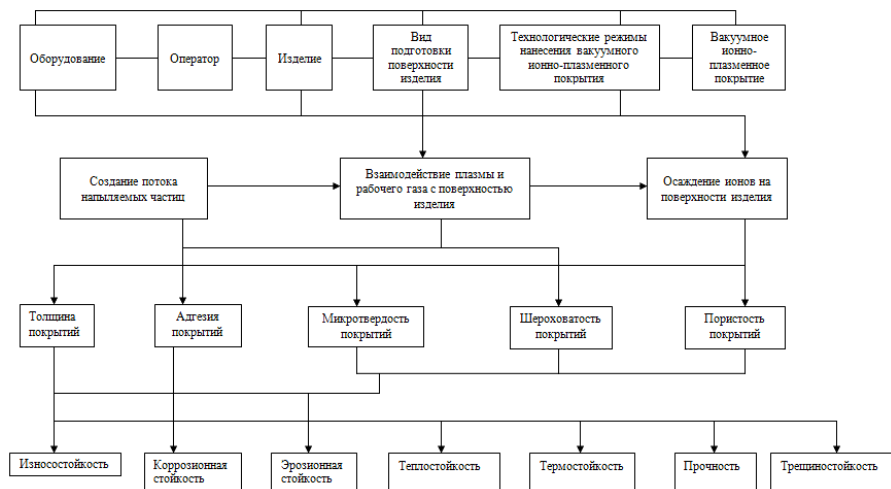 Оборудование
Оператор
Изделие
Вид
подготовки
поверхности
изделия
Технологические режимы
нанесения вакуумного
ионно-плазменного
покрытия
Вакуумное
ионно-
плазменное
покрытие
Создание потока
напыляемых частиц
Взаимодействие плазмы и
рабочего газа с поверхностью
изделия
Осаждение ионов на
поверхности изделия
Толщина
покрытий
Адгезия
покрытий
Микротвердость
покрытий
Шероховатость
покрытий
Пористость
покрытий
Износостойкость
Коррозионная
стойкость
Эрозионная
стойкость
Теплостойкость
Термостойкость
Прочность
Трещиностойкость